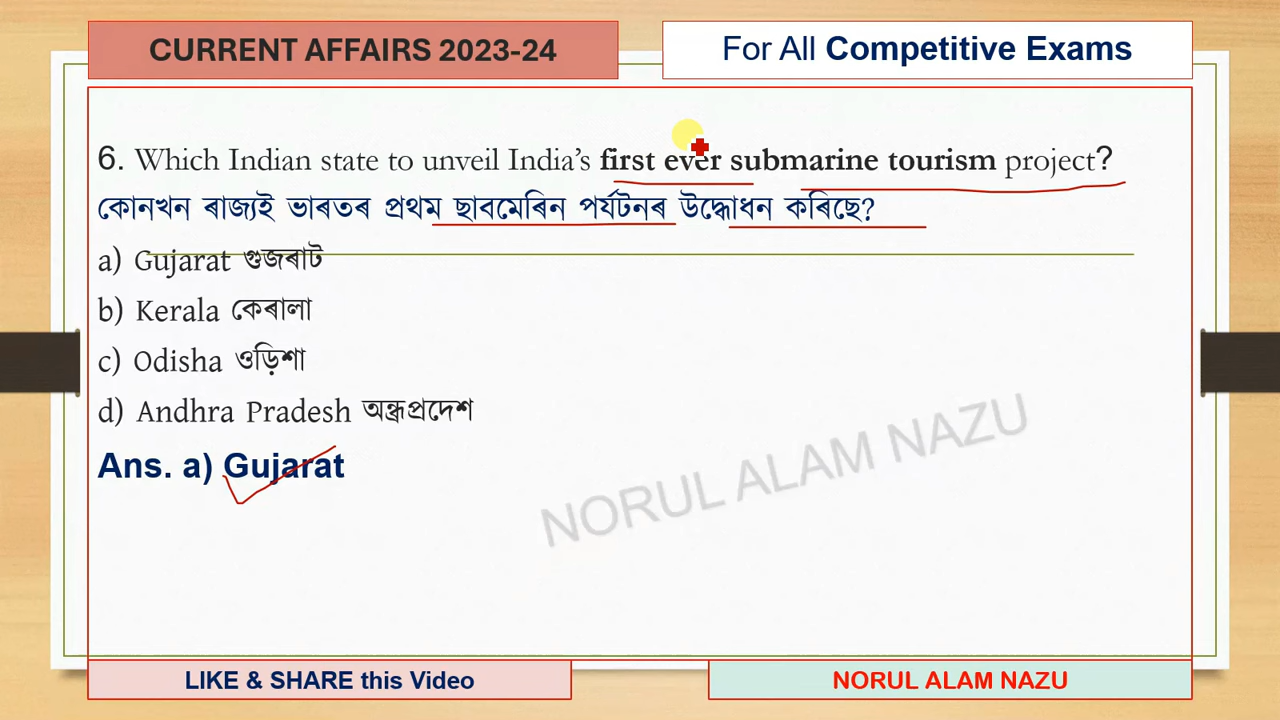 CURRENT AFFAIRS 2023-24
For All Competitive Exams
6. Which Indian state to unveil India's first ever submarine tourism project?
কোনখন ৰাজ্যই ভাৰতৰ প্ৰথম ছাবমেৰিন পৰ্যটনৰ উদ্ধোধন কৰিছে?
a) Gujarat গুজৰাট
b) Kerala কেৰালা
c) Odisha ওড়িশা
d) Andhra Pradesh অন্ধ্ৰপ্ৰদেশ
Ans. a) Gujarat
NORUL ALAM NAZU
LIKE & SHARE this Video
NORUL ALAM NAZU